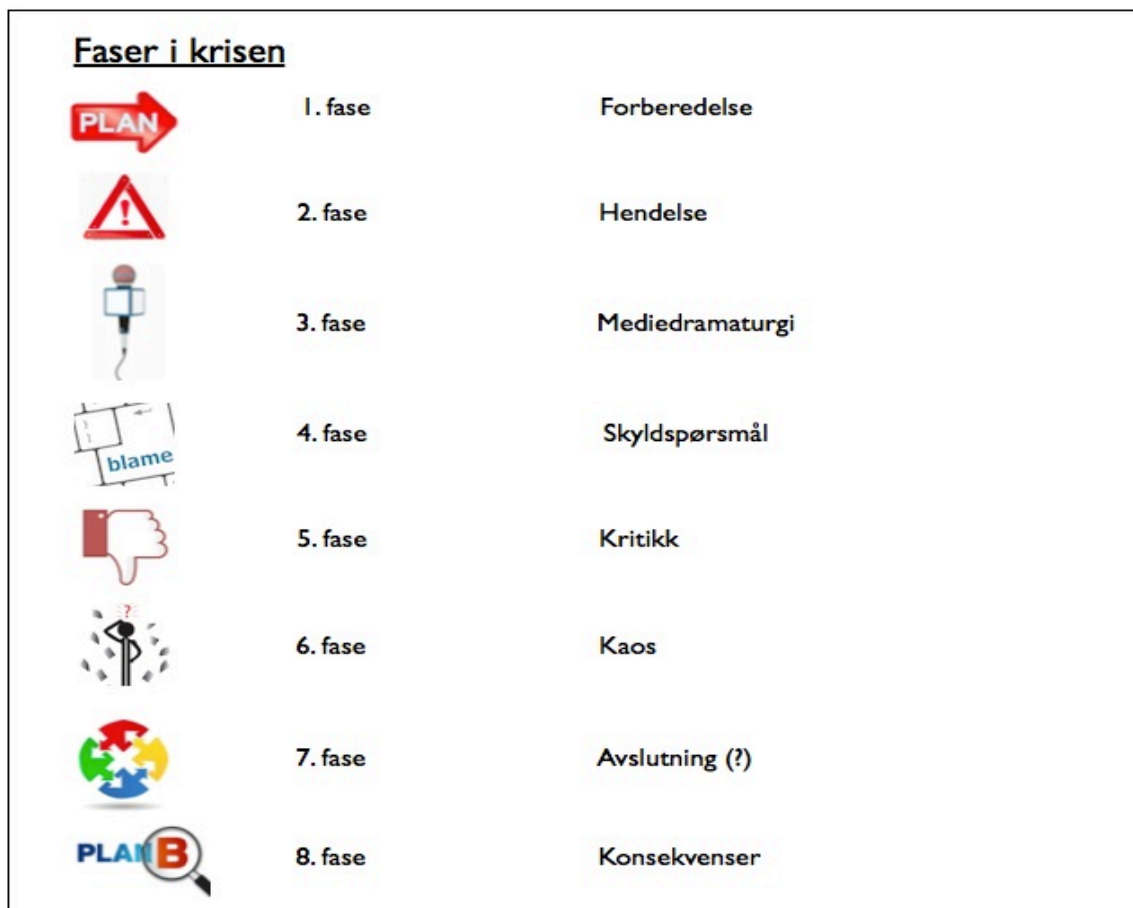 Faser i krisen
PLAN
1. fase Forberedelse
2. fase Hendelse
3. fase Mediedramaturgi
blame
4. fase Skyldspørsmål
5. fase Kritikk
?
6. fase Kaos
7. fase Avslutning (?)
PLAN B
8. fase Konsekvenser